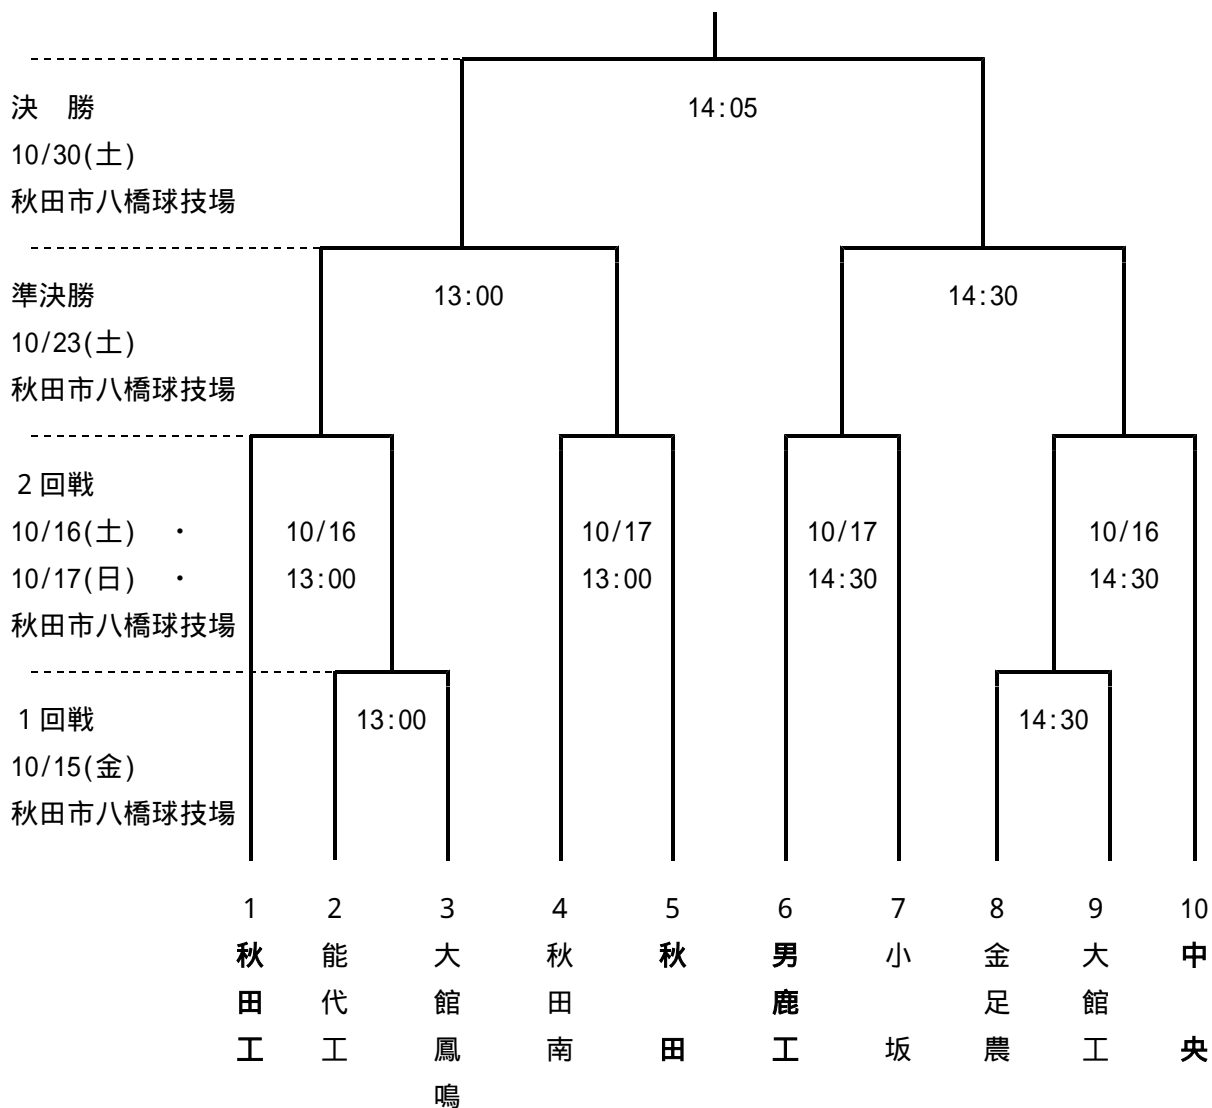 決　勝
14:05
10/30(土)
秋田市八橋球技場
準決勝
13:00
14:30
10/23(土)
秋田市八橋球技場
2回戦
10/16(土)　・
10/17(日)　・
秋田市八橋球技場
10/16
13:00
10/17
13:00
10/17
14:30
10/16
14:30
1回戦
13:00
14:30
10/15(金)
秋田市八橋球技場
1 秋田工
2 能代工
3 大館鳳鳴
4 秋田南
5 秋　田
6 男鹿工
7 小　坂
8 金足農
9 大館工
10 中　央